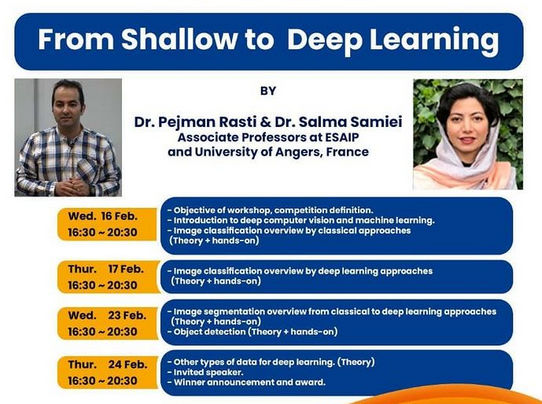 From Shallow to Deep Learning
BY
Dr. Pejman Rasti & Dr. Salma Samiei
Associate Professors at ESAIP
and University of Angers, France
Wed. 16 Feb.
16:30 ~ 20:30
- Objective of workshop, competition definition.
- Introduction to deep computer vision and machine learning.
- Image classification overview by classical approaches
(Theory + hands-on)
Thur. 17 Feb.
16:30 ~ 20:30
- Image classification overview by deep learning approaches
(Theory + hands-on)
Wed. 23 Feb.
16:30 ~ 20:30
- Image segmentation overview from classical to deep learning approaches
(Theory + hands-on)
- Object detection (Theory + hands-on)
Thur. 24 Feb.
16:30 ~ 20:30
- Other types of data for deep learning. (Theory)
- Invited speaker.
- Winner announcement and award.